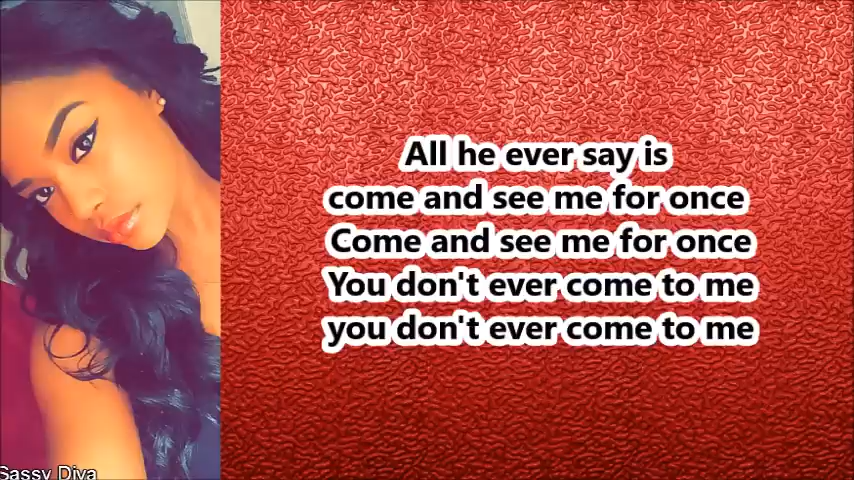 All he ever say is
come and see me for once
Come and see me for once
You don't ever come to me
you don't ever come to me
Sassy Diva